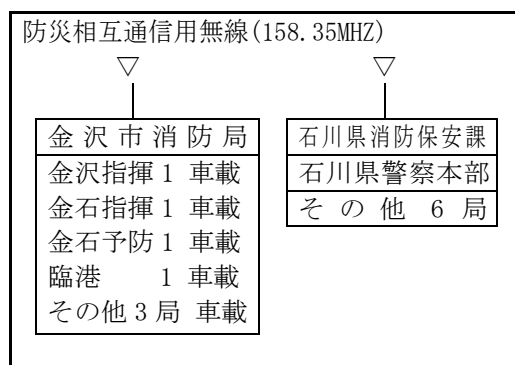 防災相互通信用無線(158.35MHZ)
金沢市消防局
金沢指揮1 車載
金石指揮1 車載
金石予防1 車載
臨港 1 車載
その他3局 車載
石川県消防保安課
石川県警察本部
その他 6局